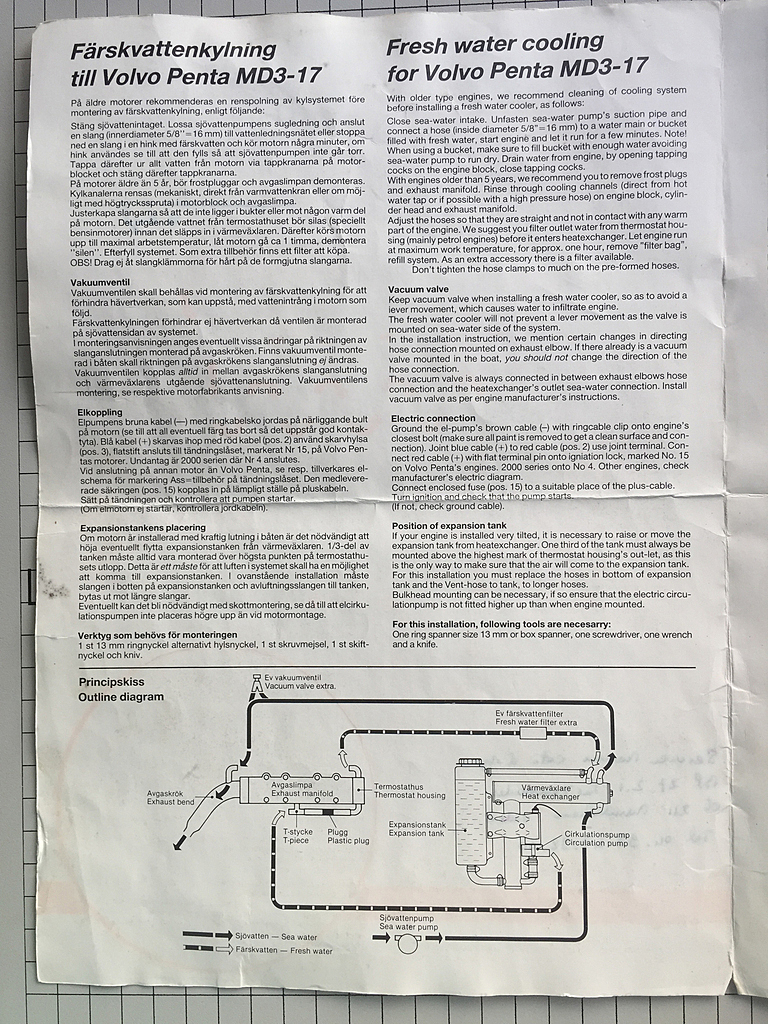 Färskvattenkylning
till Volvo Penta MD3-17
På äldre motorer rekommenderas en renspolning av kylsystemet före
montering av färskvattenkylning, enligt följande:
Stäng sjövattenintaget. Lossa sjövattenpumpens sugledning och anslut
en slang (innerdiameter 5/8" = 16 mm) till vattenledningsnätet eller stoppa
ned en slang i en hink med färskvatten och kör motorn några minuter, om
hink användes se till att den fylls så att sjövattenpumpen inte går torr.
Tappa därefter ur allt vatten från motorn via tappkranarna på motor-
blocket och stäng därefter tappkranarna.
På motorer äldre än 5 år, bör frostpluggar och avgaslimpan demonteras.
Kylkanalerna rensas (mekaniskt, direkt från varmvattenkran eller om möj-
ligt med högtrycksspruta) i motorblock och avgaslimpa.
Justerkapa slangarna så att de inte ligger i bukter eller mot någon varm del
på motorn. Det utgående vattnet från termostathuset bör silas (speciellt
bensinmotorer) innan det släpps in i värmeväxlaren. Därefter körs motorn
upp till maximal arbetstemperatur, låt motorn gå ca 1 timma, demontera
"silen". Efterfyll systemet. Som extra tillbehör finns ett filter att köpa.
OBS! Drag ej åt slangklämmorna för hårt på de formgjutna slangarna.
Vakuumventil
Vakuumventilen skall behållas vid montering av färskvattenkylning för att
förhindra hävertverkan, som kan uppstå, med vattenintrång i motorn som
följd.
Färskvattenkylningen förhindrar ej hävertverkan då ventilen är monterad
på sjövattensidan av systemet.
I monteringsanvisningen anges eventuellt vissa ändringar på riktningen av
slanganslutningen monterad på avgaskröken. Finns vakuumventil monte-
rad i båten skall riktningen på avgaskrökens slanganslutning ej ändras.
Vakuumventilen kopplas alltid in mellan avgaskrökens slanganslutning
och värmeväxlarens utgående sjövattenanslutning. Vakuumventilens
montering, se respektive motorfabrikants anvisning.
Elkoppling
Elpumpens bruna kabel (—) med ringkabelsko jordas på närliggande bult
på motorn (se till att all eventuell färg tas bort så det uppstår god kontak-
tyta). Blå kabel (+) skarvas ihop med röd kabel (pos. 2) använd skarvhylsa
(pos. 3), flatstift ansluts till tändningslåset, markerat Nr 15, på Volvo Pen-
tas motorer. Undantag är 2000 serien där Nr 4 anslutes.
Vid anslutning på annan motor än Volvo Penta, se resp. tillverkares el-
schema för markering Ass=tillbehör på tändningslåset. Den medlevere-
rade säkringen (pos. 15) kopplas in på lämpligt ställe på pluskabeln.
Sätt på tändningen och kontrollera att pumpen startar.
(Om elmotorn ej startar, kontrollera jordkabeln).
Expansionstankens placering
Om motorn är installerad med kraftig lutning i båten är det nödvändigt att
höja eventuellt flytta expansionstanken från värmeväxlaren. 1/3-del av
tanken måste alltid vara monterad över högsta punkten på termostathu-
sets utlopp. Detta är ett måste för att luften i systemet skall ha en möjlighet
att komma till expansionstanken. I ovanstående installation måste
slangen i botten på expansionstanken och avluftningsslangen till tanken,
bytas ut mot längre slangar.
Eventuellt kan det bli nödvändigt med skottmontering, se då till att elcirku-
lationspumpen inte placeras högre upp än vid motormontage.
Verktyg som behövs för monteringen
1 st 13 mm ringnyckel alternativt hylsnyckel, 1 st skruvmejsel, 1 st skift-
nyckel och kniv.
Fresh water cooling
for Volvo Penta MD3-17
With older type engines, we recommend cleaning of cooling system
before installing a fresh water cooler, as follows:
Close sea-water intake. Unfasten sea-water pump's suction pipe and
connect a hose (inside diameter 5/8" = 16 mm) to a water main or bucket
filled with fresh water, start engine and let it run for a few minutes. Note!
When using a bucket, make sure to fill bucket with enough water avoiding
sea-water pump to run dry. Drain water from engine, by opening tapping
cocks on the engine block, close tapping cocks.
With engines older than 5 years, we recommend you to remove frost plugs
and exhaust manifold. Rinse through cooling channels (direct from hot
water tap or if possible with a high pressure hose) on engine block, cylin-
der head and exhaust manifold.
Adjust the hoses so that they are straight and not in contact with any warm
part of the engine. We suggest you filter outlet water from thermostat hou-
sing (mainly petrol engines) before it enters heatexchanger. Let engine run
at maximum work temperature, for approx. one hour, remove "filter bag",
refill system. As an extra accessory there is a filter available.
Don't tighten the hose clamps to much on the pre-formed hoses.
Vacuum valve
Keep vacuum valve when installing a fresh water cooler, so as to avoid a
lever movement, which causes water to infiltrate engine.
The fresh water cooler will not prevent a lever movement as the valve is
mounted on sea-water side of the system.
In the installation instruction, we mention certain changes in directing
hose connection mounted on exhaust elbow. If there already is a vacuum
valve mounted in the boat, you should not change the direction of the
hose connection.
The vacuum valve is always connected in between exhaust elbows hose
connection and the heatexchanger's outlet sea-water connection. Install
vacuum valve as per engine manufacturer's instructions.
Electric connection
Ground the el-pump's brown cable (–) with ringcable clip onto engine's
closest bolt (make sure all paint is removed to get a clean surface and con-
nection). Joint blue cable (+) to red cable (pos. 2) use joint terminal. Con-
nect red cable (+) with flat terminal pin onto igniation lock, marked No. 15
on Volvo Penta's engines. 2000 series onto No 4. Other engines, check
manufacturer's electric diagram.
Connect enclosed fuse (pos. 15) to a suitable place of the plus-cable.
Turn ignition and check that the pump starts.
(If not, check ground cable).
Position of expansion tank
If your engine is installed very tilted, it is necessary to raise or move the
expansion tank from heatexchanger. One third of the tank must always be
mounted above the highest mark of thermostat housing's out-let, as this
is the only way to make sure that the air will come to the expansion tank.
For this installation you must replace the hoses in bottom of expansion
tank and the Vent-hose to tank, to longer hoses.
Bulkhead mounting can be necessary, if so ensure that the electric circu-
lationpump is not fitted higher up than when engine mounted.
For this installation, following tools are necesarry:
One ring spanner size 13 mm or box spanner, one screwdriver, one wrench
and a knife.
Principskiss
Outline diagram
Ev vakuumventil
Vacuum valve extra.
Ev färskvattenfilter
Fresh water filter extra
Avgaskrök
Exhaust bend
Avgaslimpa
Exhaust manifold
Termostathus
Thermostat housing
Värmeväxlare
Heat exchanger
T-stycke
T-piece
Plugg
Plastic plug
Expansionstank
Expansion tank
Cirkulationspump
Circulation pump
Sjövattenpump
Sea water pump
Sjövatten — Sea water
Färskvatten — Fresh water